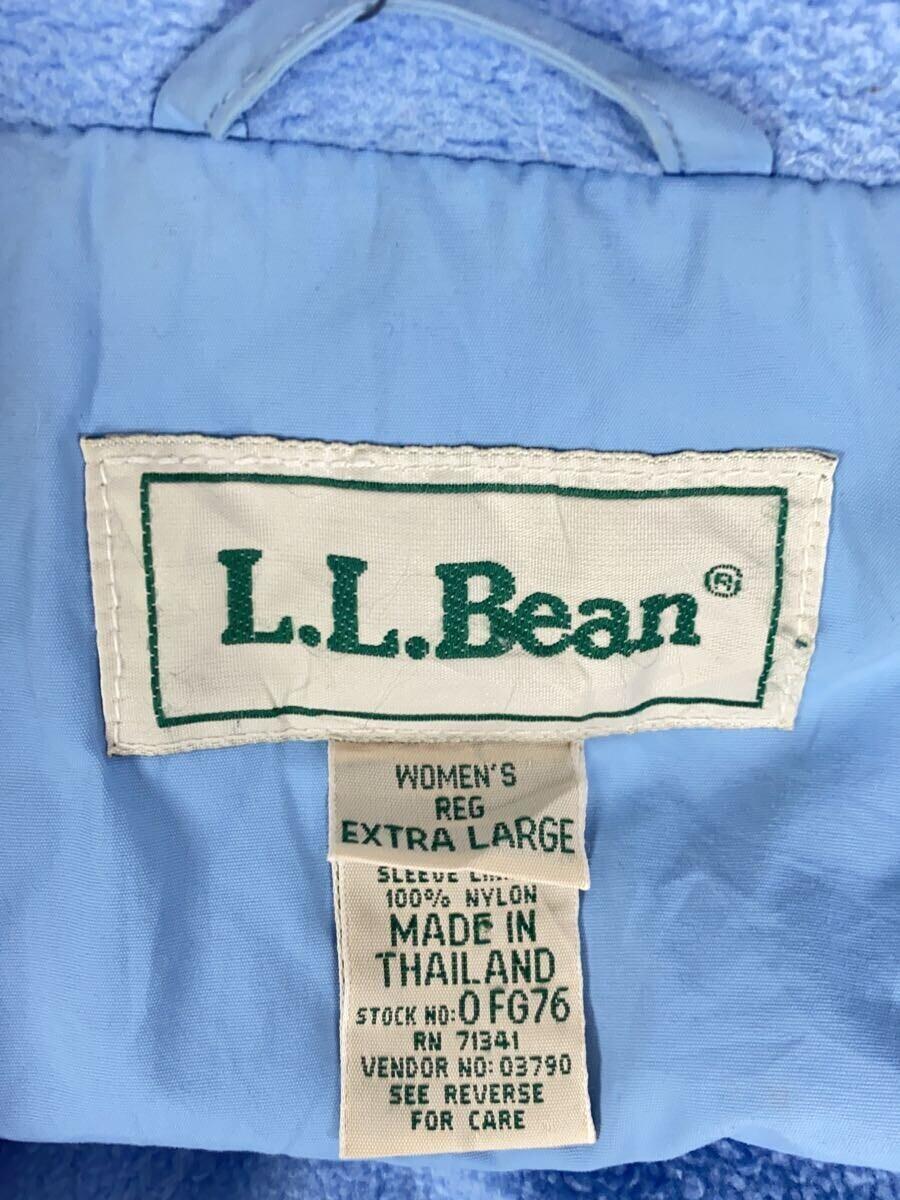 L.L.Bean®
WOMEN'S
REG
EXTRA LARGE
SLEEVE
100% NYLON
MADE IN
THAILAND
STOCK NO: 0 FG76
RN 71341
VENDOR NO: 03790
SEE REVERSE
FOR CARE